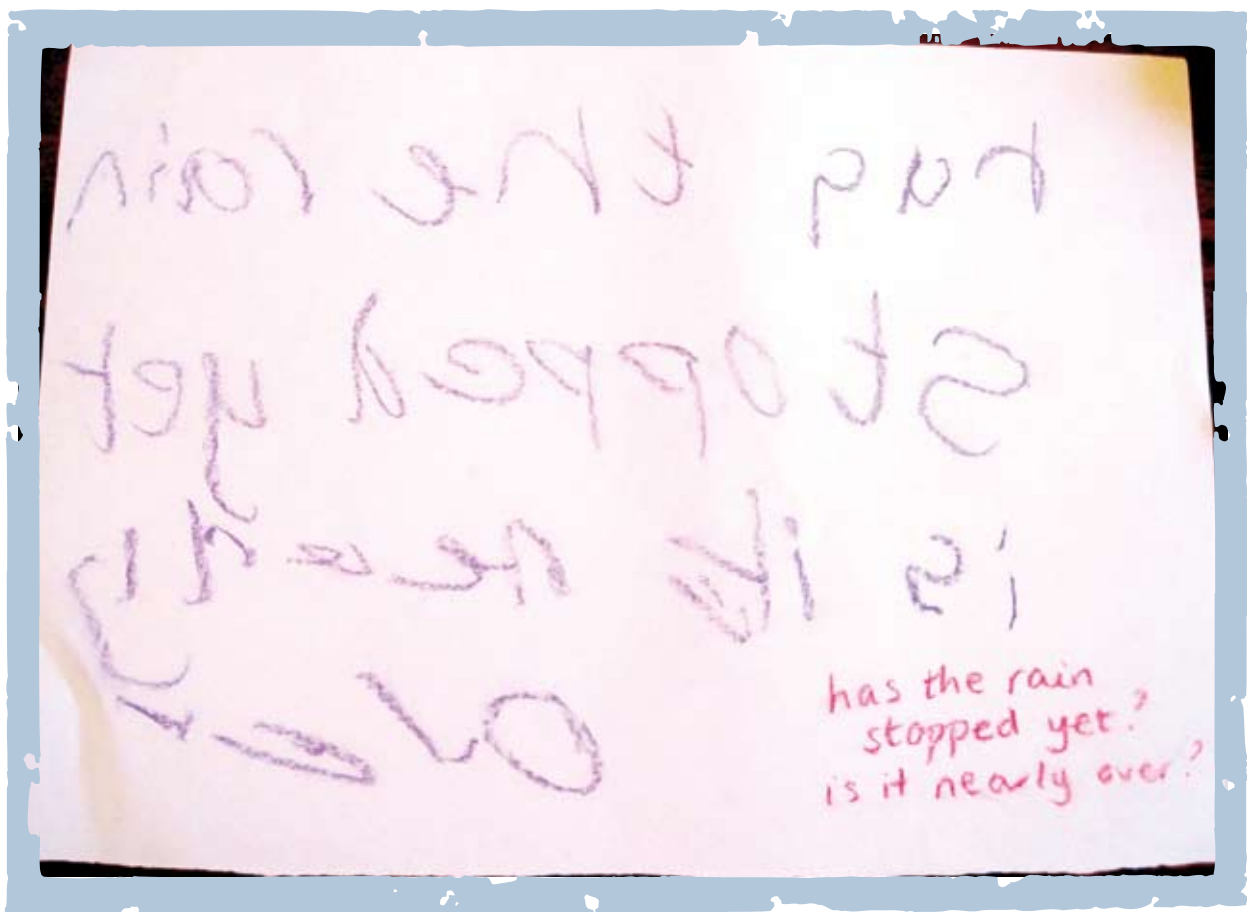 has the rain
stopped yet
is it nearly
over
has the rain
stopped yet?
is it nearly over?